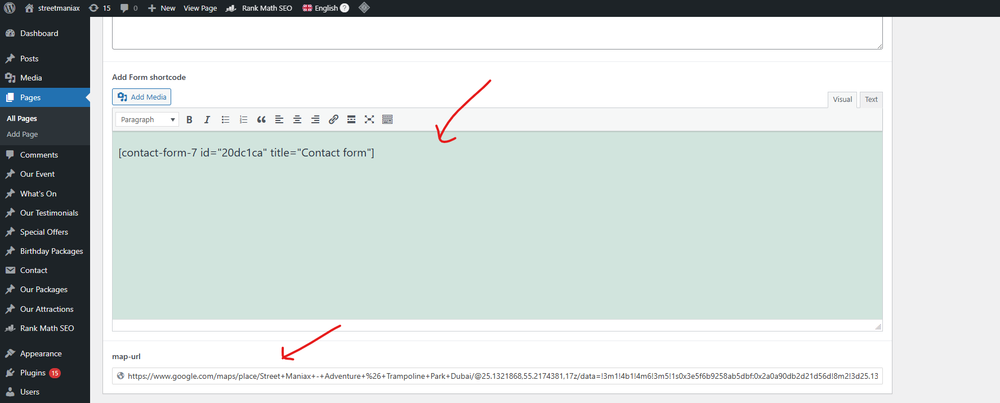 streetmaniax 15 0 New View Page Rank Math SEO English ?
Dashboard
Posts
Media
Pages
All Pages
Add Page
Comments
Our Event
What's On
Our Testimonials
Special Offers
Birthday Packages
Contact
Our Packages
Our Attractions
Rank Math SEO
Appearance
Plugins 15
Users
Add Form shortcode
Add Media
Visual Text
Paragraph B I
[contact-form-7 id="20dc1ca" title="Contact form"]
map-url
https://www.google.com/maps/place/Street+Maniax+-+Adventure+%26+Trampoline+Park+Dubai/@25.1321868,55.2174381,17z/data=!3m1!4b1!4m6!3m5!1s0x3e5f6b9258ab5dbf:0x2a0a90db2d21d56d!8m2!3d25.13